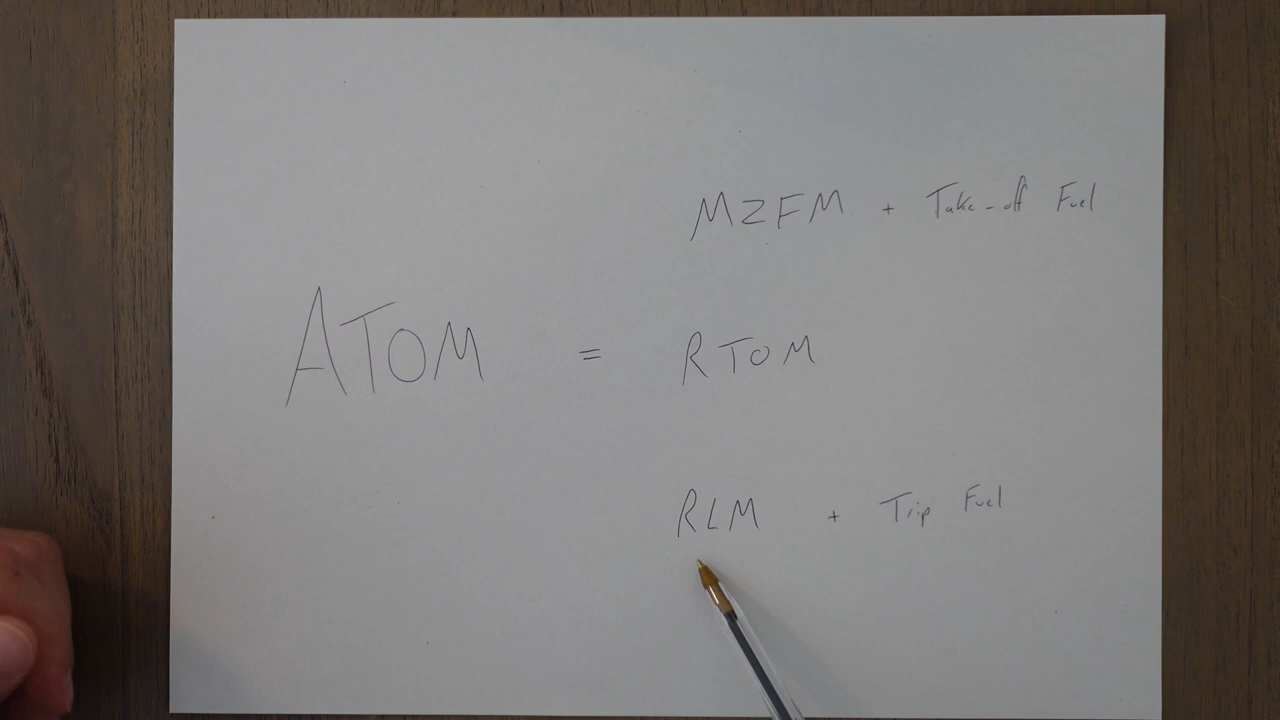 MZFM + Take-off Fuel
ATOM = RTOM
RLM + Trip Fuel